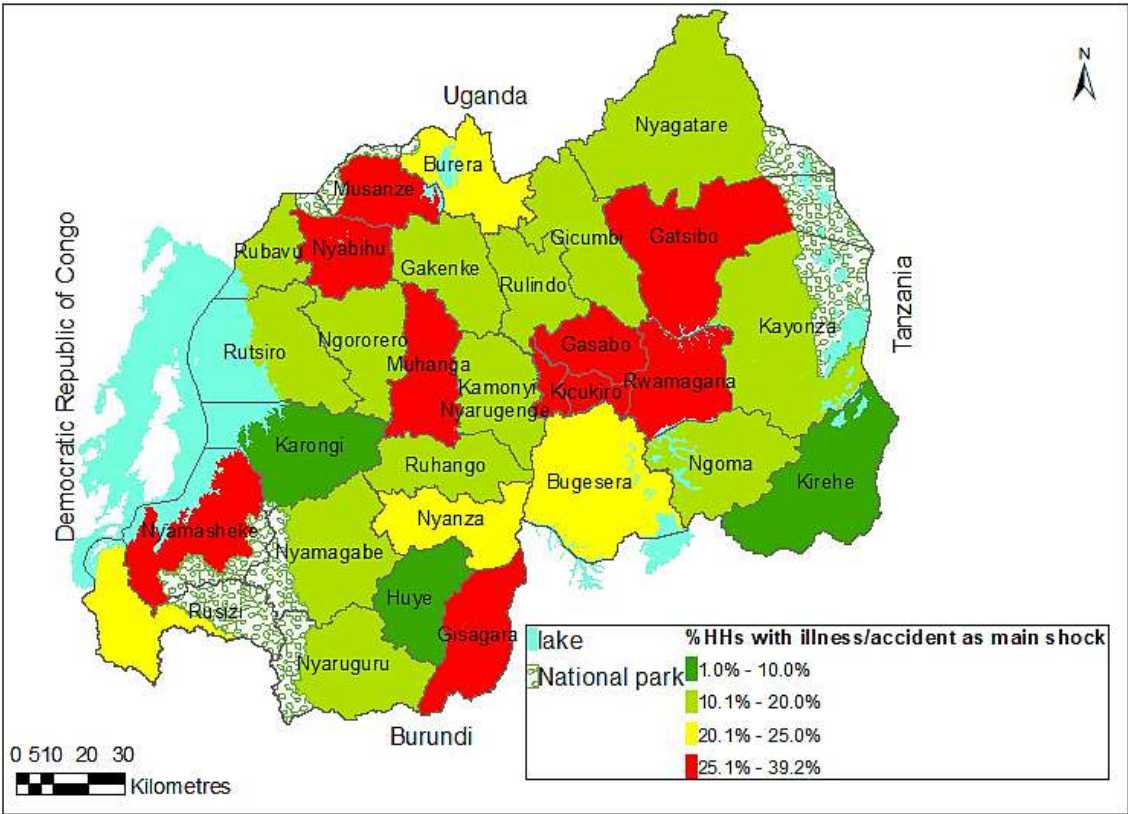 N
Uganda
Nyagatare
Burera
Musanze
Gicumbi
Gatsibo
Rubavu
Nyabihu
Gakenke
Rulindo
Democratic Republic of Congo
Tanzania
Kayonza
Rutsiro
Ngororero
Gasabo
Muhanga
Kamonyi
Kicukiro
Rwamagana
Nyarugenge
Karongi
Ruhango
Ngoma
Bugesera
Kirehe
Nyanza
Nyamasheke
Nyamagabe
Huye
Rusizi
Gisagara
Nyaruguru
Burundi
lake
National park
%HHs with illness/accident as main shock
1.0% - 10.0%
10.1% - 20.0%
20.1% - 25.0%
25.1% - 39.2%
0 510 20 30
Kilometres